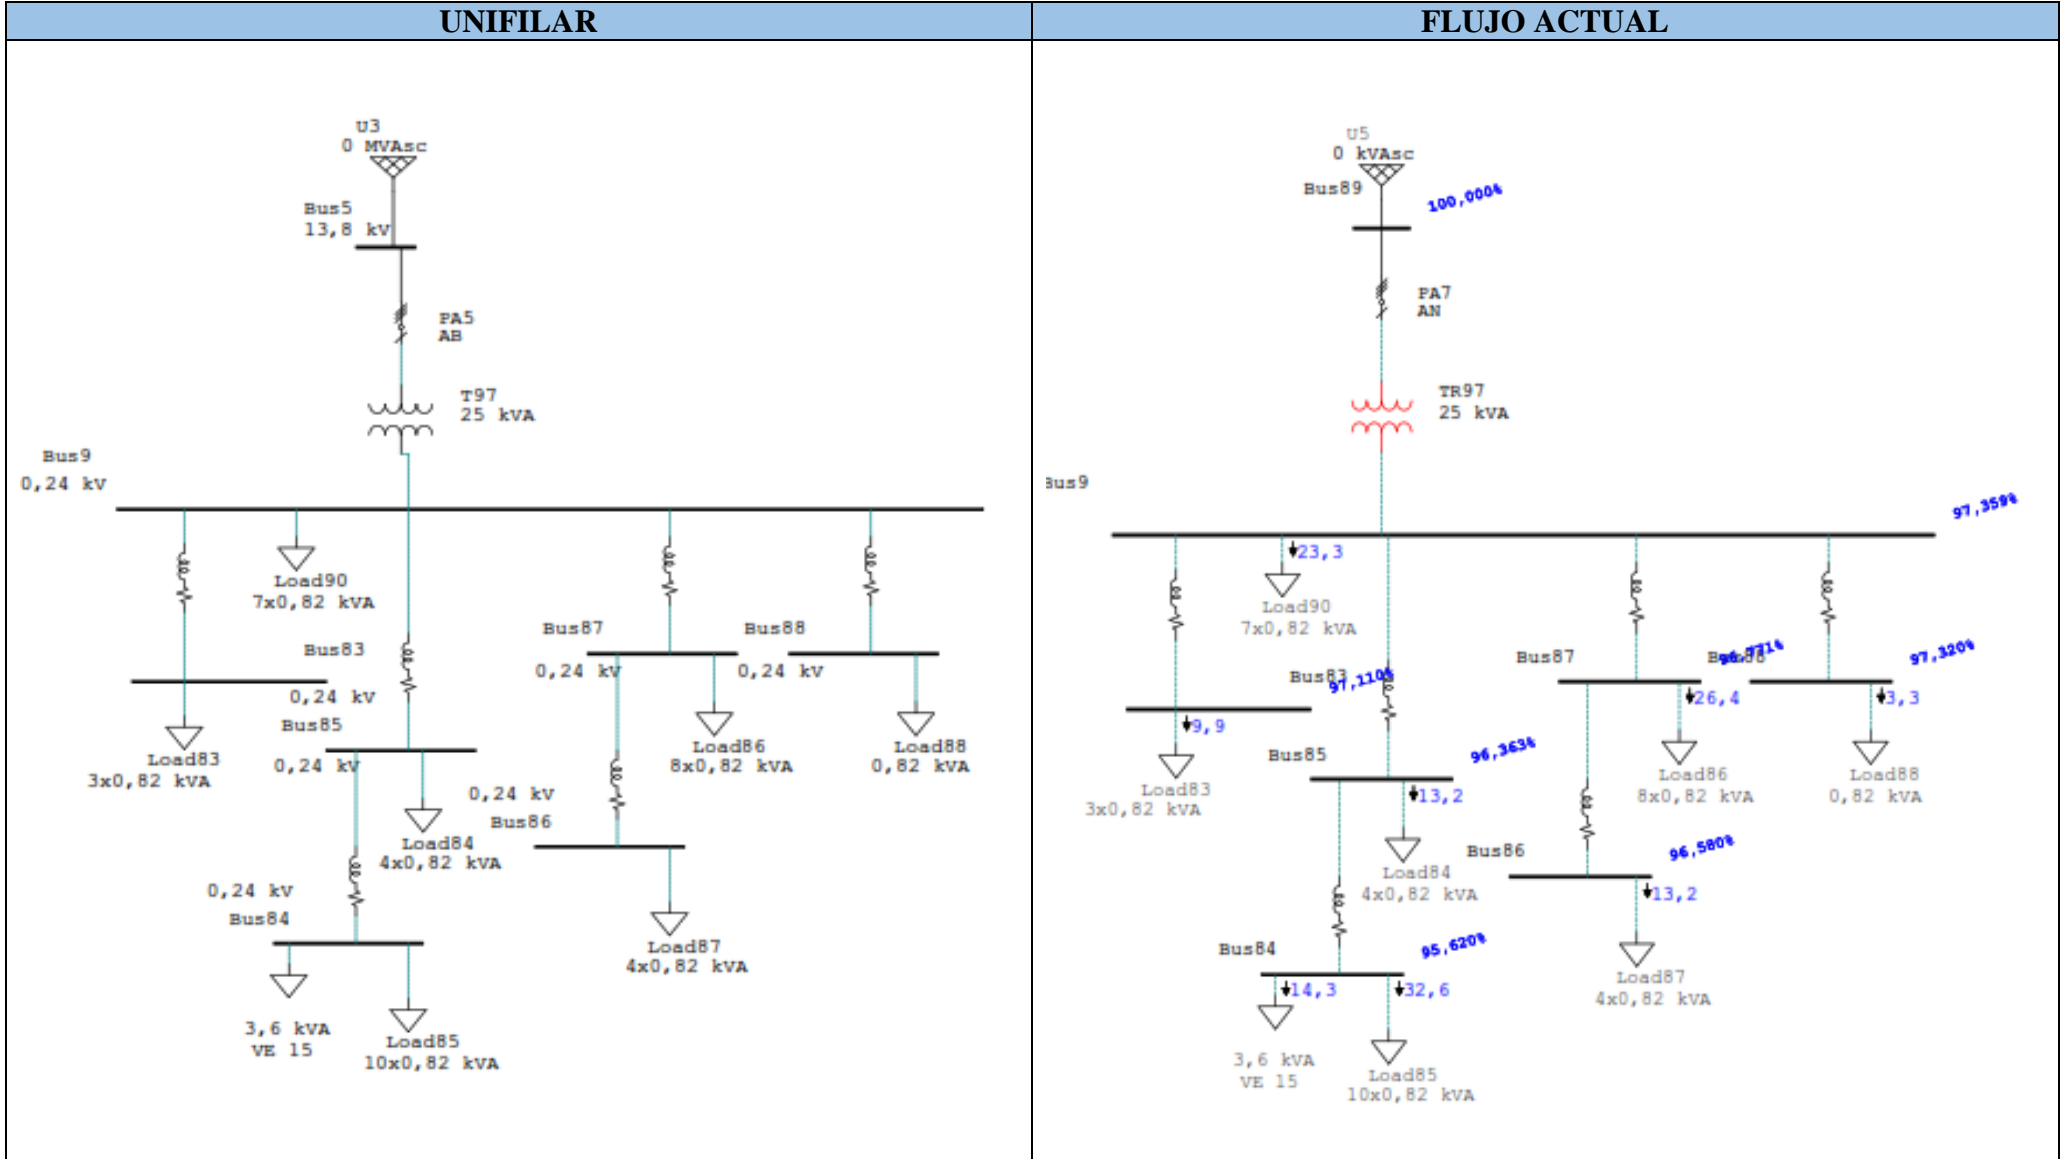 UNIFILAR
U3
0 MVAsc
Bus5
13,8 kV
PA5
AB
T97
25 kVA
Bus9
0,24 kV
Load90
7x0,82 kVA
Bus83
0,24 kV
Load83
3x0,82 kVA
Bus85
0,24 kV
Load84
4x0,82 kVA
Bus87
0,24 kV
Bus88
0,24 kV
Load86
8x0,82 kVA
Load88
0,82 kVA
0,24 kV
Bus86
Load87
4x0,82 kVA
0,24 kV
Bus84
3,6 kVA
VE 15
Load85
10x0,82 kVA
FLUJO ACTUAL
U5
0 kVAsc
Bus89
100,000%
PA7
AN
TR97
25 kVA
Bus9
97,359%
23,3
Load90
7x0,82 kVA
Bus83
97,110%
9,9
Load83
3x0,82 kVA
Bus85
96,363%
13,2
Load84
4x0,82 kVA
Bus87
96,771%
Bus88
97,320%
26,4
Load86
8x0,82 kVA
3,3
Load88
0,82 kVA
Bus86
96,580%
13,2
Load87
4x0,82 kVA
Bus84
95,620%
14,3
32,6
3,6 kVA
VE 15
Load85
10x0,82 kVA